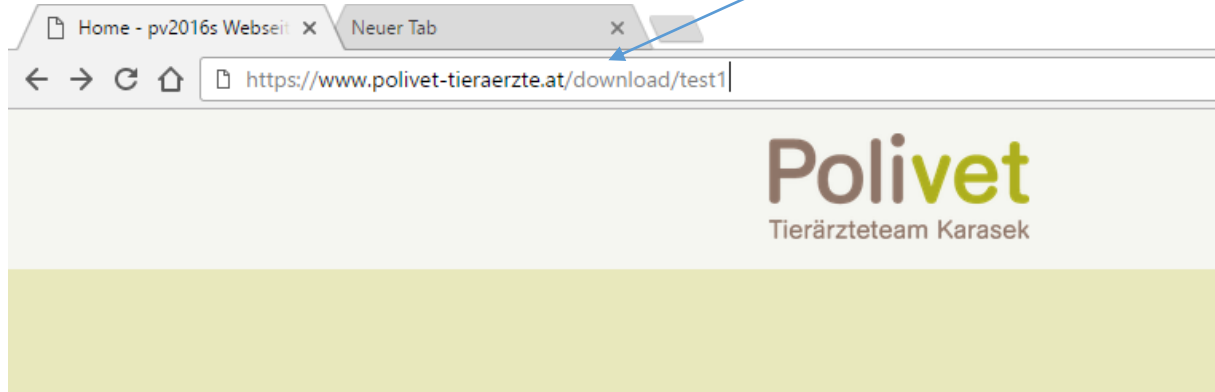 Home - pv2016s Webseit
Neuer Tab
https://www.polivet-tieraerzte.at/download/test1
Polivet
Tierärzteteam Karasek